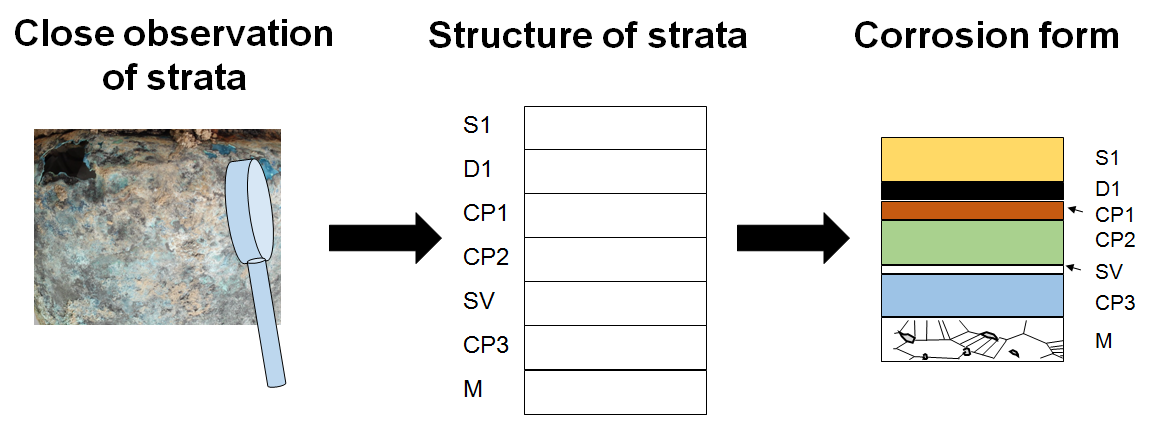 Close observation
of strata
Structure of strata
Corrosion form
S1
D1
CP1
CP2
SV
CP3
M
S1
D1
CP1
CP2
SV
CP3
M